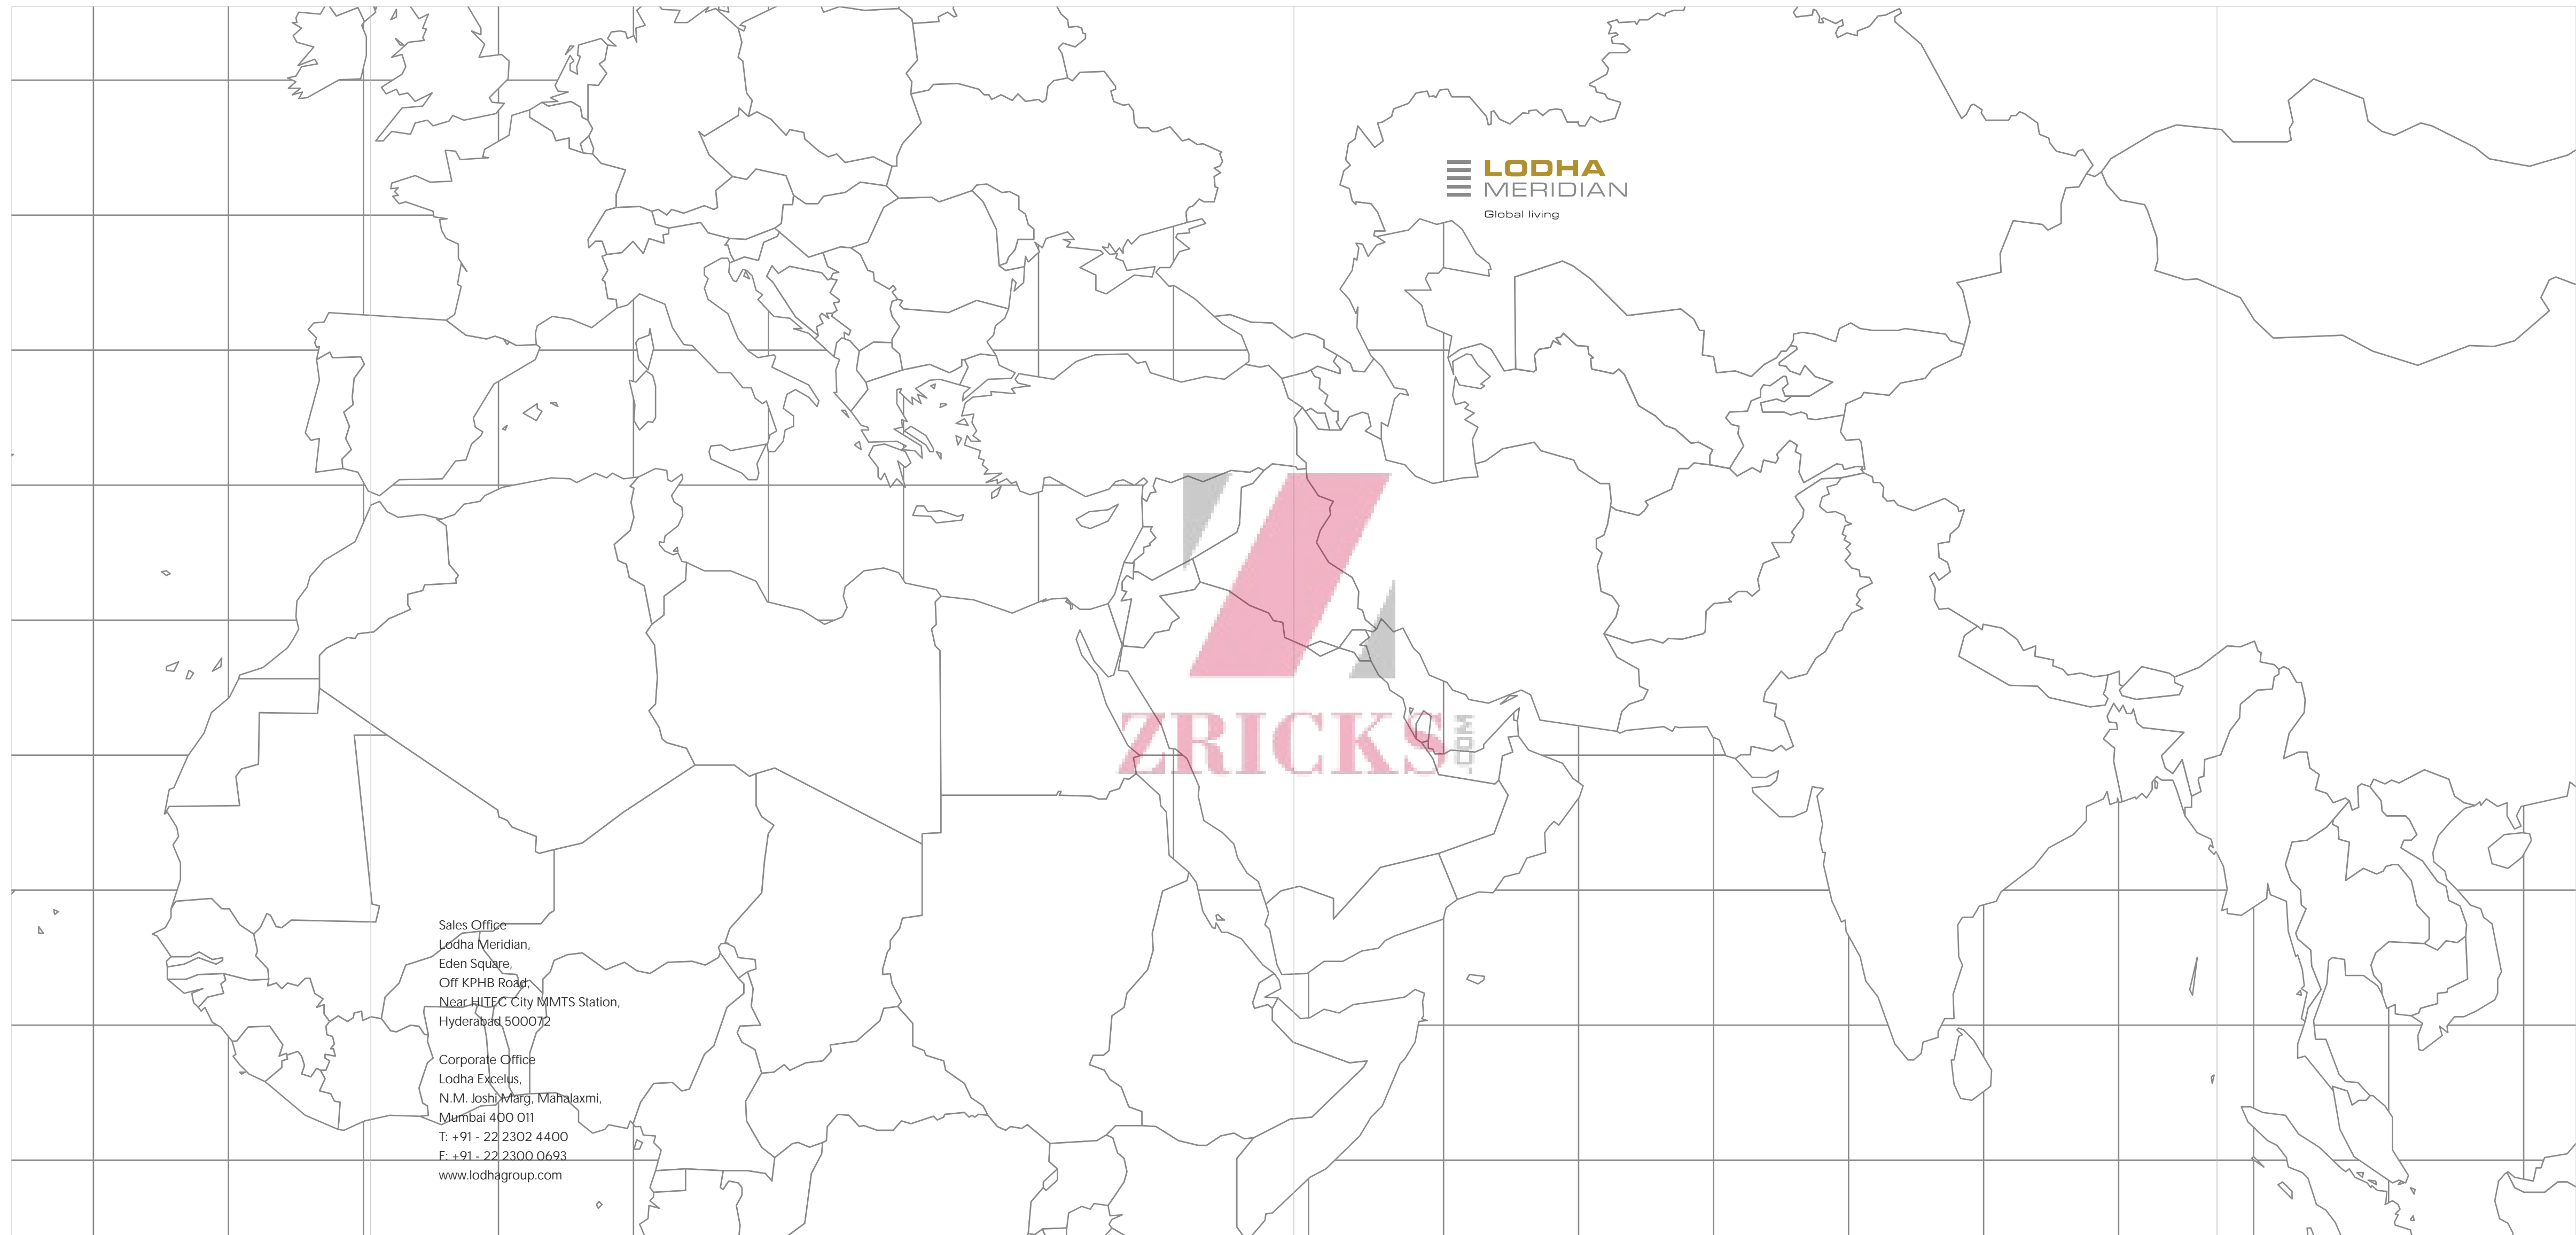 LODHA
MERIDIAN
Global living
ZRICKS
.COM
Sales Office
Lodha Meridian,
Eden Square,
Off KPHB Road,
Near HITEC City MMTS Station,
Hyderabad 500072
Corporate Office
Lodha Excelus,
N.M. Joshi Marg, Mahalaxmi,
Mumbai 400 011
T: +91 - 22 2302 4400
F: +91 - 22 2300 0693
www.lodhagroup.com